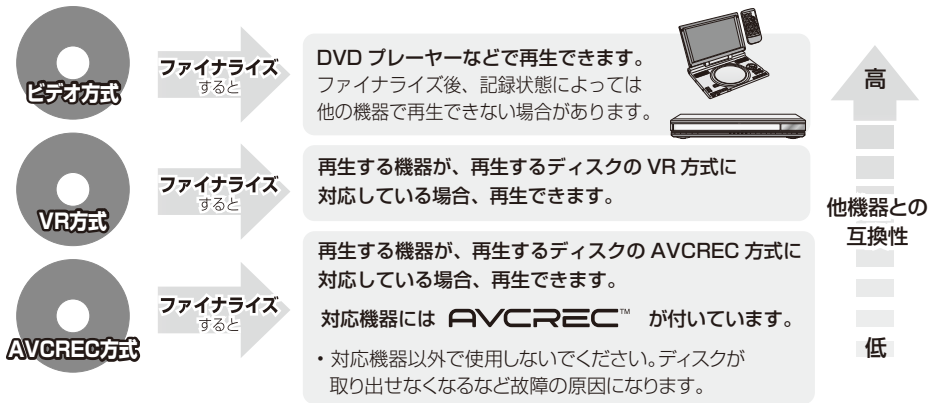 ビデオ方式
ファイナライズ
すると
DVD プレーヤーなどで再生できます。
ファイナライズ後、記録状態によっては
他の機器で再生できない場合があります。
VR方式
ファイナライズ
すると
再生する機器が、再生するディスクの VR 方式に
対応している場合、再生できます。
AVCREC方式
ファイナライズ
すると
再生する機器が、再生するディスクの AVCREC 方式に
対応している場合、再生できます。
対応機器には AVCREC™ が付いています。
・対応機器以外で使用しないでください。ディスクが
取り出せなくなるなど故障の原因になります。
高
他機器との
互換性
低